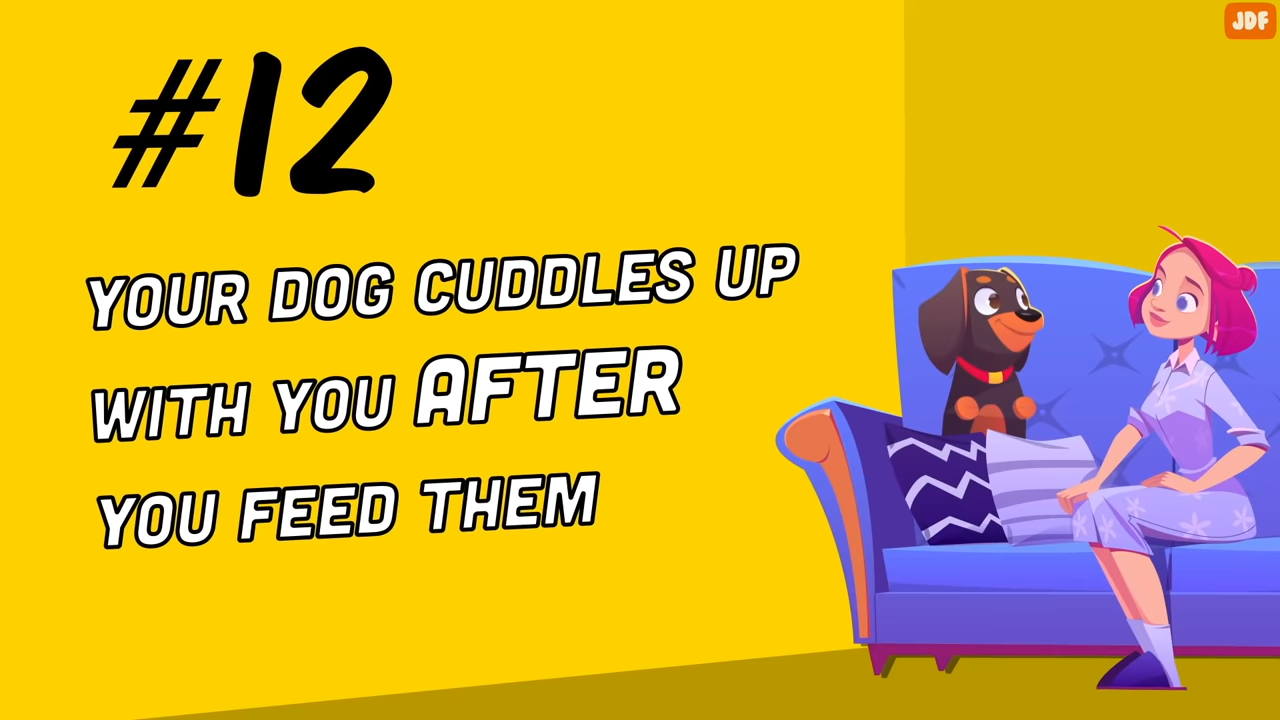 JDF
#12
YOUR DOG CUDDLES UP
WITH YOU AFTER
YOU FEED THEM